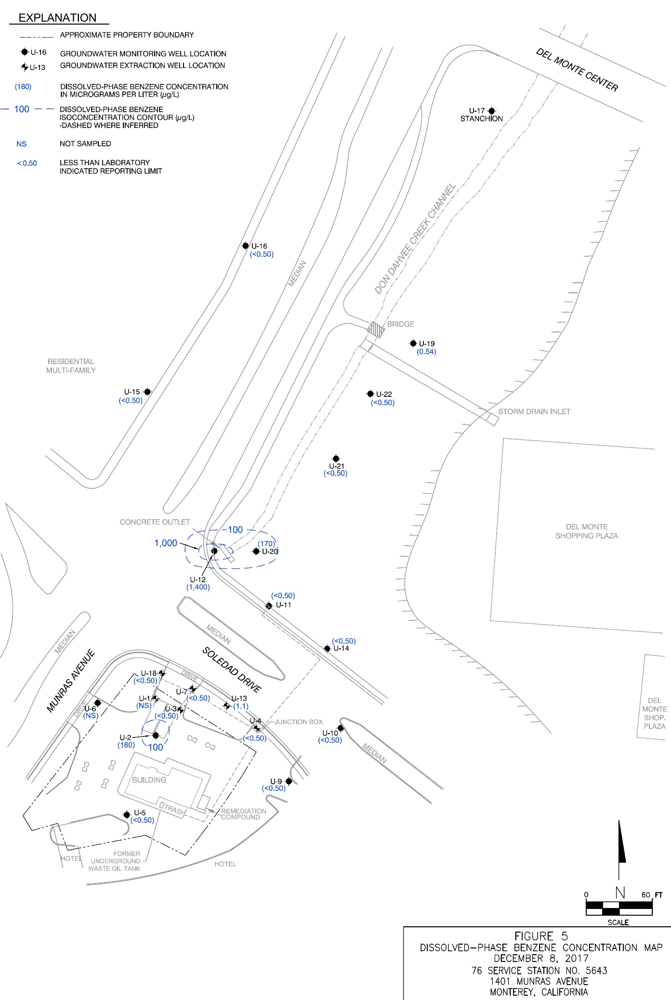 EXPLANATION
APPROXIMATE PROPERTY BOUNDARY
U-16 GROUNDWATER MONITORING WELL LOCATION
U-13 GROUNDWATER EXTRACTION WELL LOCATION
(180) DISSOLVED-PHASE BENZENE CONCENTRATION
IN MICROGRAMS PER LITER (µg/L)
100 DISSOLVED-PHASE BENZENE
ISOCONCENTRATION CONTOUR (µg/L)
-DASHED WHERE INFERRED
NS NOT SAMPLED
<0.50 LESS THAN LABORATORY
INDICATED REPORTING LIMIT
DEL MONTE CENTER
U-17
STANCHION
DON DAHVEE CREEK CHANNEL
U-16
(<0.50)
MEDIAN
BRIDGE
U-19
(0.54)
RESIDENTIAL
MULTI-FAMILY
U-15
(<0.50)
U-22
(<0.50)
STORM DRAIN INLET
U-21
(<0.50)
CONCRETE OUTLET
100
1,000
(170)
U-20
DEL MONTE
SHOPPING PLAZA
U-12
(1,400)
(<0.50)
U-11
MEDIAN
MEDIAN
(<0.50)
U-14
MUNRAS AVENUE
SOLEDAD DRIVE
U-18
(<0.50)
DRIVE
U-7
(<0.50)
U-1
(NS)
U-13
(1.1)
U-3
(<0.50)
DRIVE
U-6
(NS)
U-4
(<0.50)
JUNCTION BOX
U-10
(<0.50)
MEDIAN
DEL
MONTE
SHOP.
PLAZA
U-2
(180)
100
BUILDING
U-9
(<0.50)
TRASH
REMEDIATION
COMPOUND
U-5
(<0.50)
HOTEL
FORMER
UNDERGROUND
WASTE OIL TANK
HOTEL
N
0 60 FT
SCALE
FIGURE 5
DISSOLVED-PHASE BENZENE CONCENTRATION MAP
DECEMBER 8, 2017
76 SERVICE STATION NO. 5643
1401 MUNRAS AVENUE
MONTEREY, CALIFORNIA